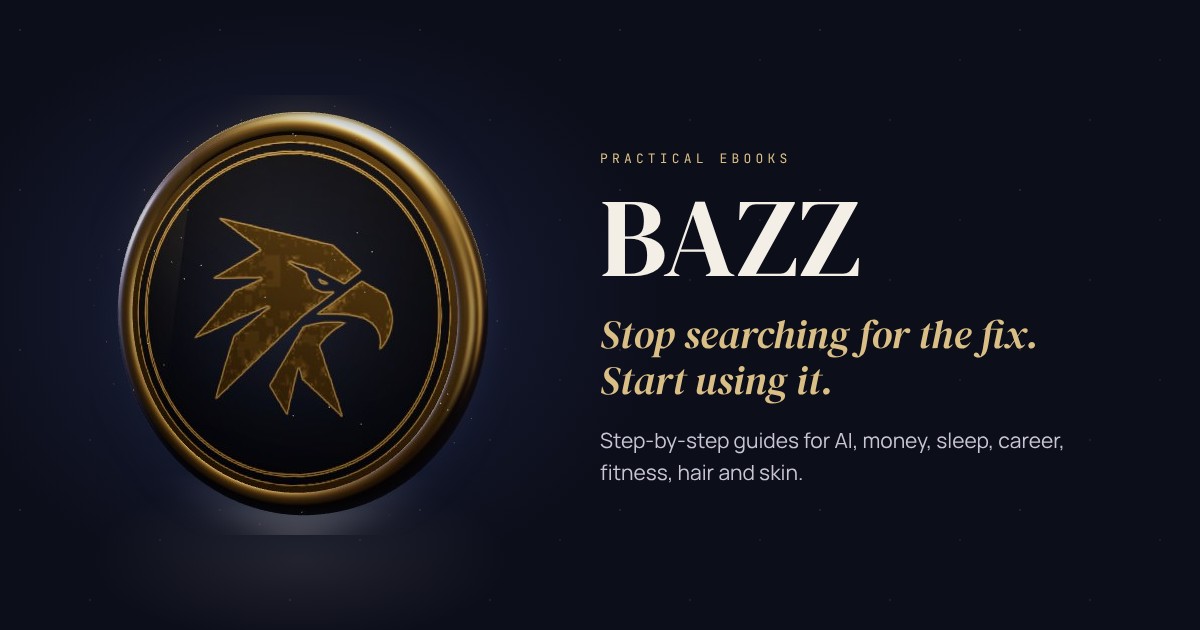 PRACTICAL EBOOKS
BAZZ
Stop searching for the fix.
Start using it.
Step-by-step guides for AI, money, sleep, career,
fitness, hair and skin.